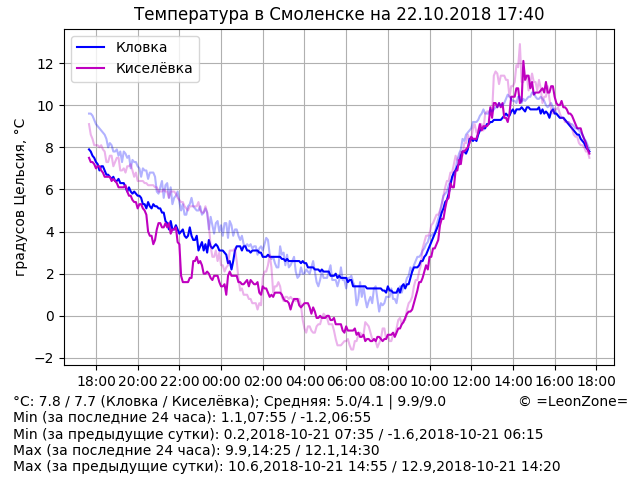 Температура в Смоленске на 22.10.2018 17:40
Кловка
Киселёвка
градусов Цельсия, °C
12
10
8
6
4
2
0
−2
18:00 20:00 22:00 00:00 02:00 04:00 06:00 08:00 10:00 12:00 14:00 16:00 18:00
°C: 7.8 / 7.7 (Кловка / Киселёвка); Средняя: 5.0/4.1 | 9.9/9.0 © =LeonZone=
Min (за последние 24 часа): 1.1,07:55 / -1.2,06:55
Min (за предыдущие сутки): 0.2,2018-10-21 07:35 / -1.6,2018-10-21 06:15
Max (за последние 24 часа): 9.9,14:25 / 12.1,14:30
Max (за предыдущие сутки): 10.6,2018-10-21 14:55 / 12.9,2018-10-21 14:20